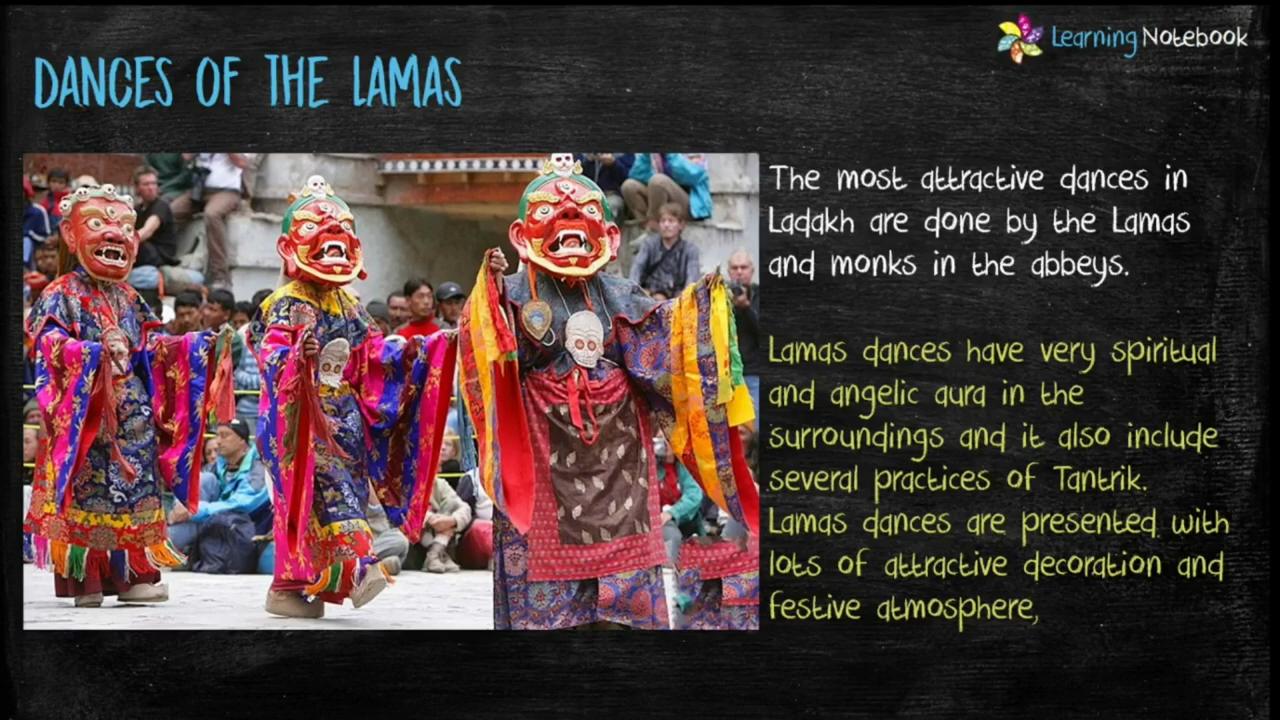 Learning Notebook
DANCES OF THE LAMAS
The most attractive dances in
Ladakh are done by the Lamas
and monks in the abbeys.
Lamas dances have very spiritual
and angelic aura in the
surroundings and it also include
several practices of Tantrik.
Lamas dances are presented with
lots of attractive decoration and
festive atmosphere,